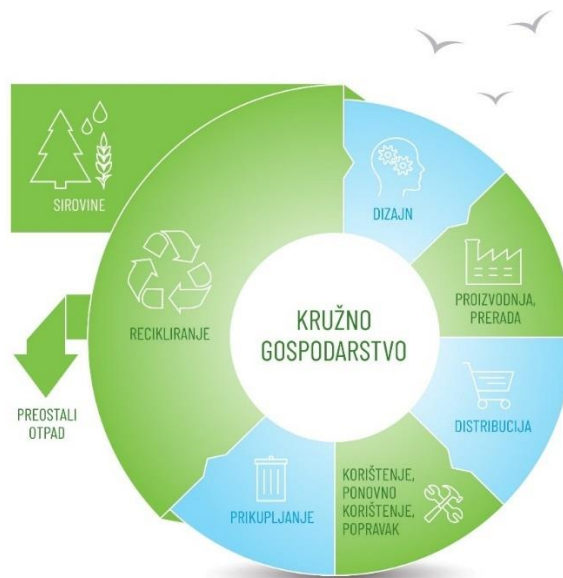 SIROVINE
DIZAJN
PROIZVODNJA,
PRERADA
DISTRIBUCIJA
KORIŠTENJE,
PONOVNO
KORIŠTENJE,
POPRAVAK
PRIKUPLJANJE
RECIKLIRANJE
PREOSTALI
OTPAD
KRUŽNO
GOSPODARSTVO